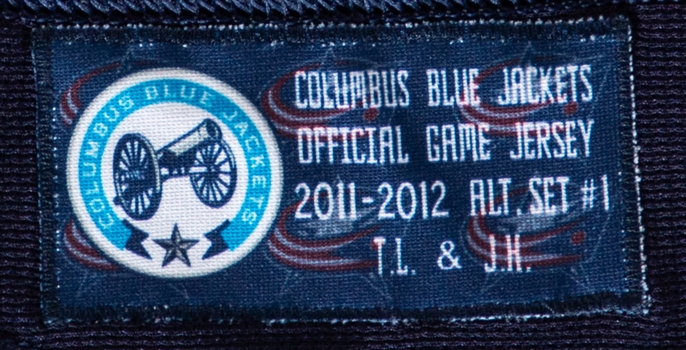 COLUMBUS BLUE JACKETS
COLUMBUS BLUE JACKETS
OFFICIAL GAME JERSEY
2011-2012 ALT. SET #1
T.L. & J.H.